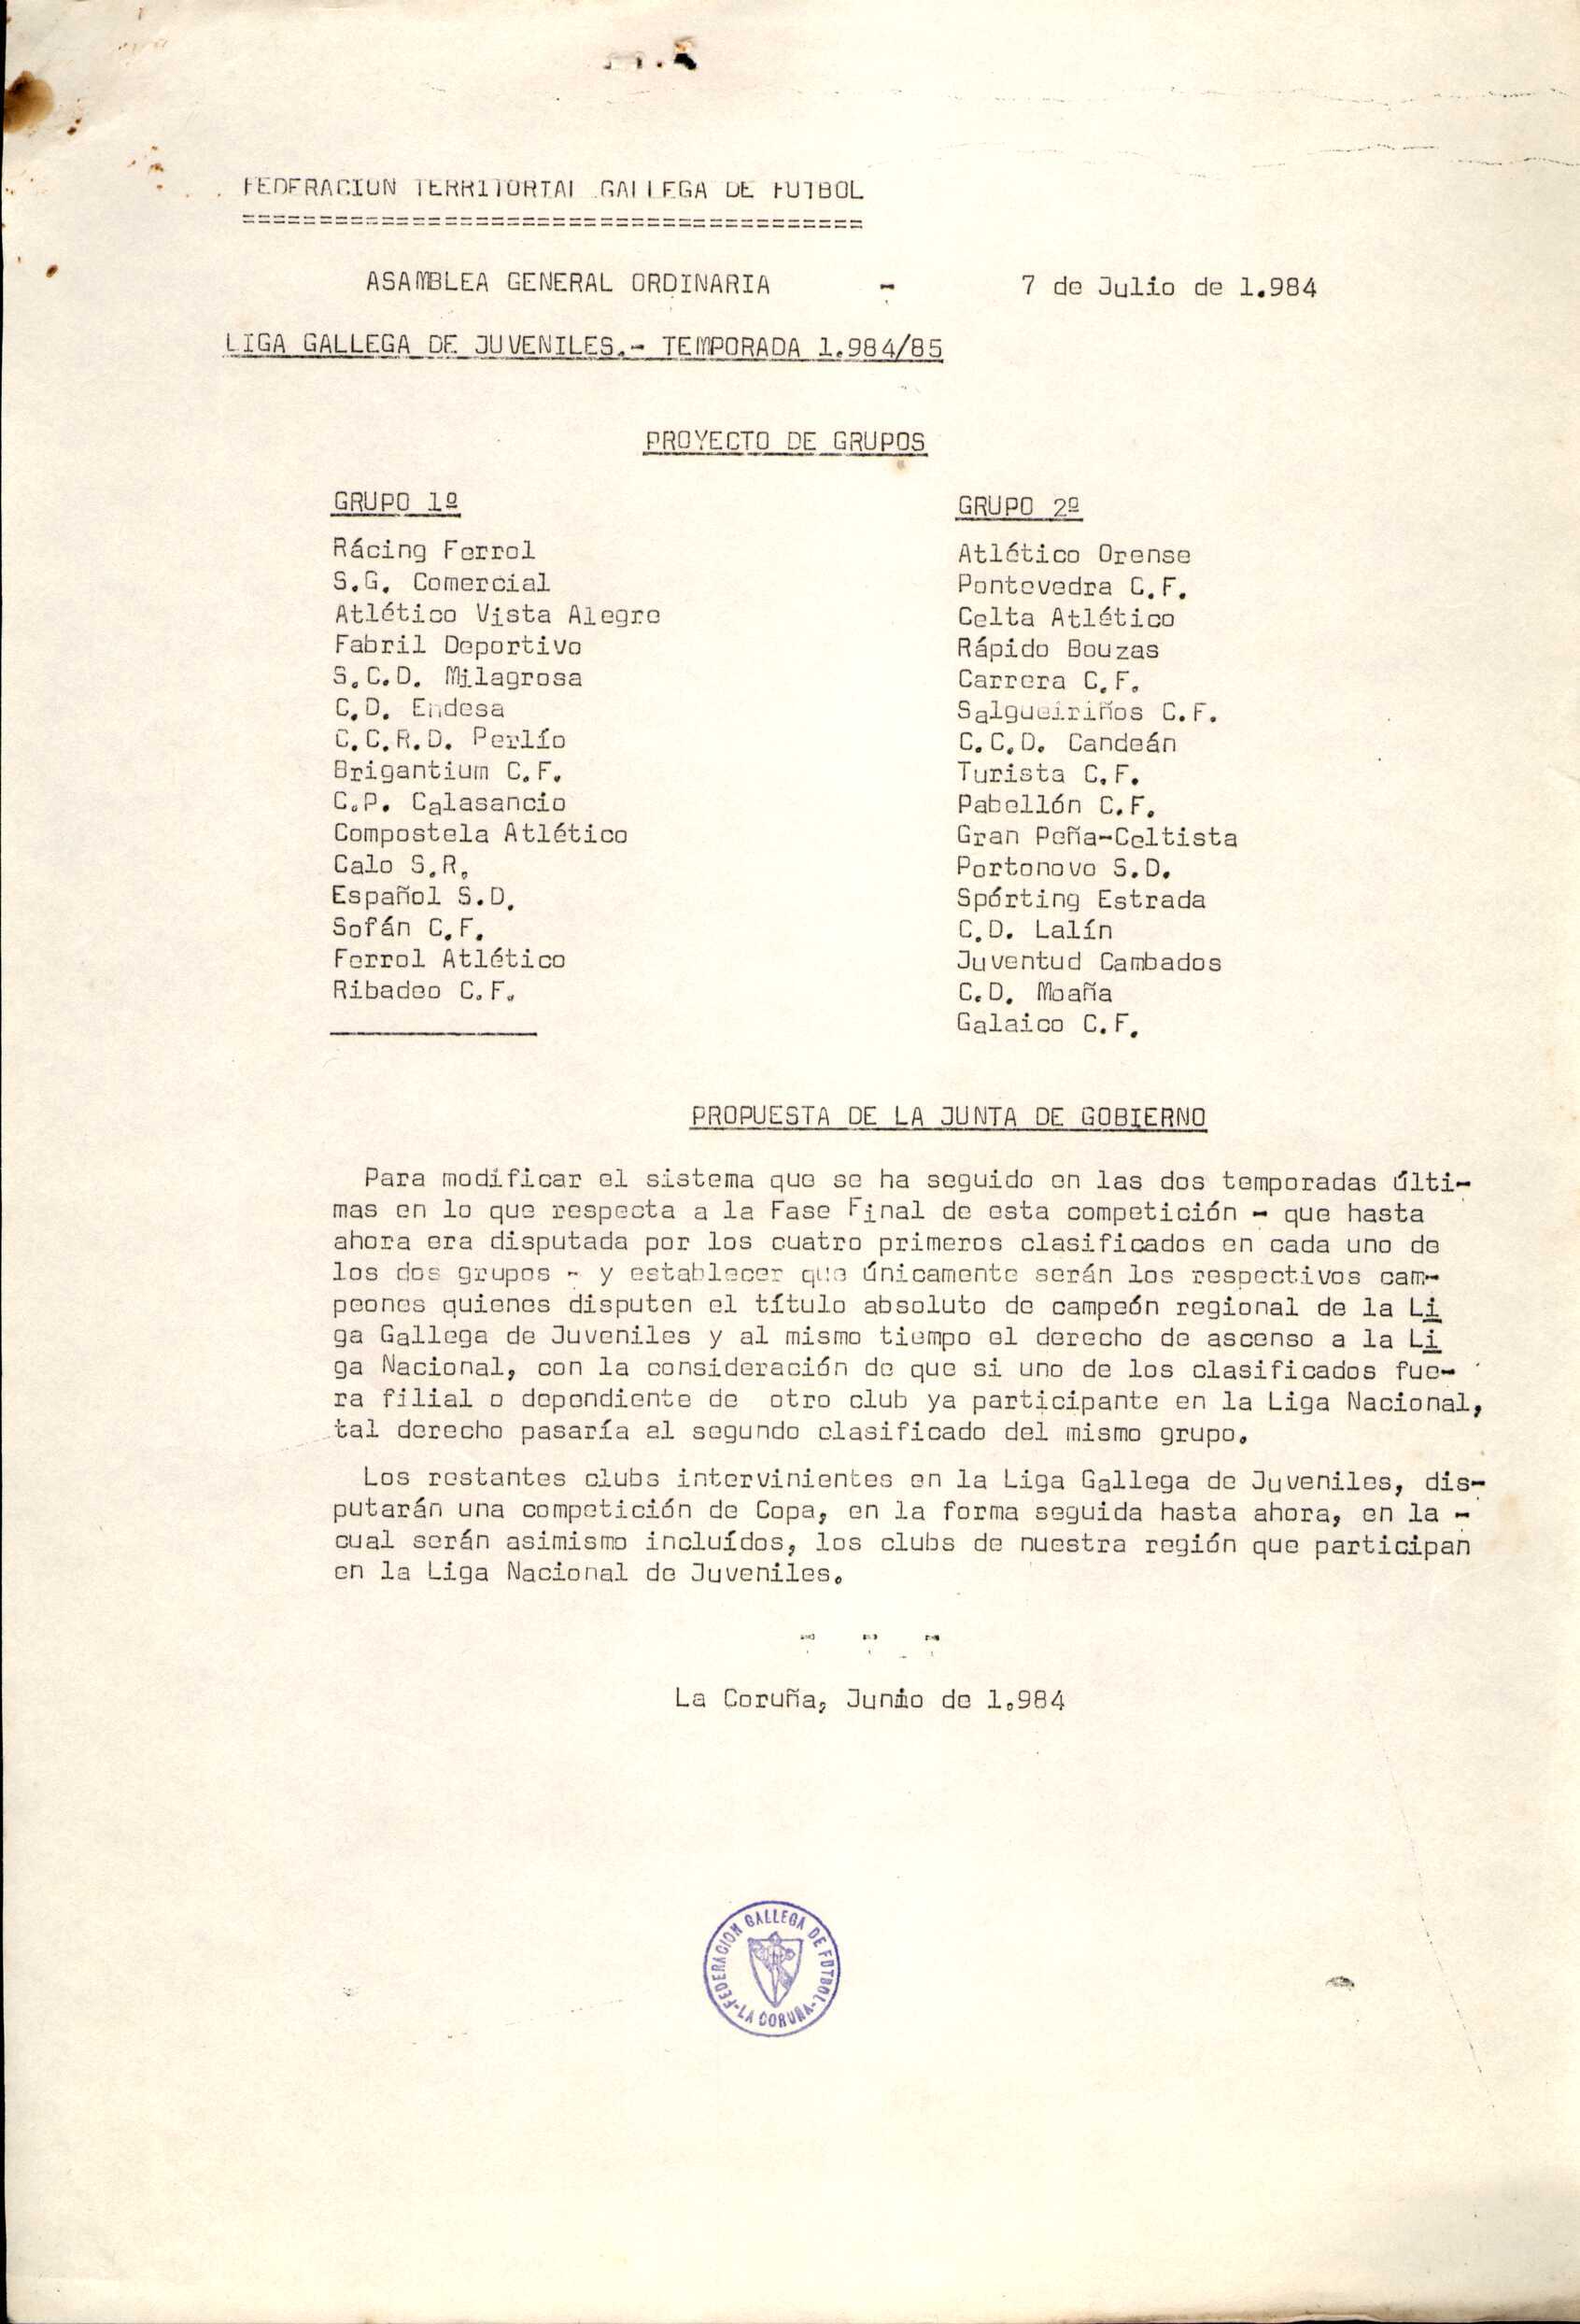 FEDERACION TERRITORIAL GALLEGA DE FUTBOL
========================================
ASAMBLEA GENERAL ORDINARIA - 7 de Julio de 1.984
LIGA GALLEGA DE JUVENILES.- TEMPORADA 1.984/85
PROYECTO DE GRUPOS
GRUPO 1º
Rácing Ferrol
S.G. Comercial
Atlético Vista Alegre
Fabril Deportivo
S.C.D. Milagrosa
C.D. Endesa
C.C.R.D. Perlío
Brigantium C.F.
C.P. Calasancio
Compostela Atlético
Calo S.R.
Español S.D.
Sofán C.F.
Ferrol Atlético
Ribadeo C.F.
GRUPO 2º
Atlético Orense
Pontevedra C.F.
Celta Atlético
Rápido Bouzas
Carrera C.F.
Salgueiriños C.F.
C.C.D. Candeán
Turista C.F.
Pabellón C.F.
Gran Peña-Celtista
Portonovo S.D.
Spórting Estrada
C.D. Lalín
Juventud Cambados
C.D. Moaña
Galaico C.F.
PROPUESTA DE LA JUNTA DE GOBIERNO
Para modificar el sistema que se ha seguido en las dos temporadas últi-
mas en lo que respecta a la Fase Final de esta competición - que hasta
ahora era disputada por los cuatro primeros clasificados en cada uno de
los dos grupos - y establecer que únicamente serán los respectivos cam-
peones quienes disputen el título absoluto de campeón regional de la Li
ga Gallega de Juveniles y al mismo tiempo el derecho de ascenso a la Li
ga Nacional, con la consideración de que si uno de los clasificados fue-
ra filial o dependiente de otro club ya participante en la Liga Nacional,
tal derecho pasaría al segundo clasificado del mismo grupo.
Los restantes clubs intervinientes en la Liga Gallega de Juveniles, dis-
putarán una competición de Copa, en la forma seguida hasta ahora, en la -
cual serán asimismo incluídos, los clubs de nuestra región que participan
en la Liga Nacional de Juveniles.
- - -
La Coruña, Junio de 1.984
FEDERACION GALLEGA DE FUTBOL
-LA CORUÑA-